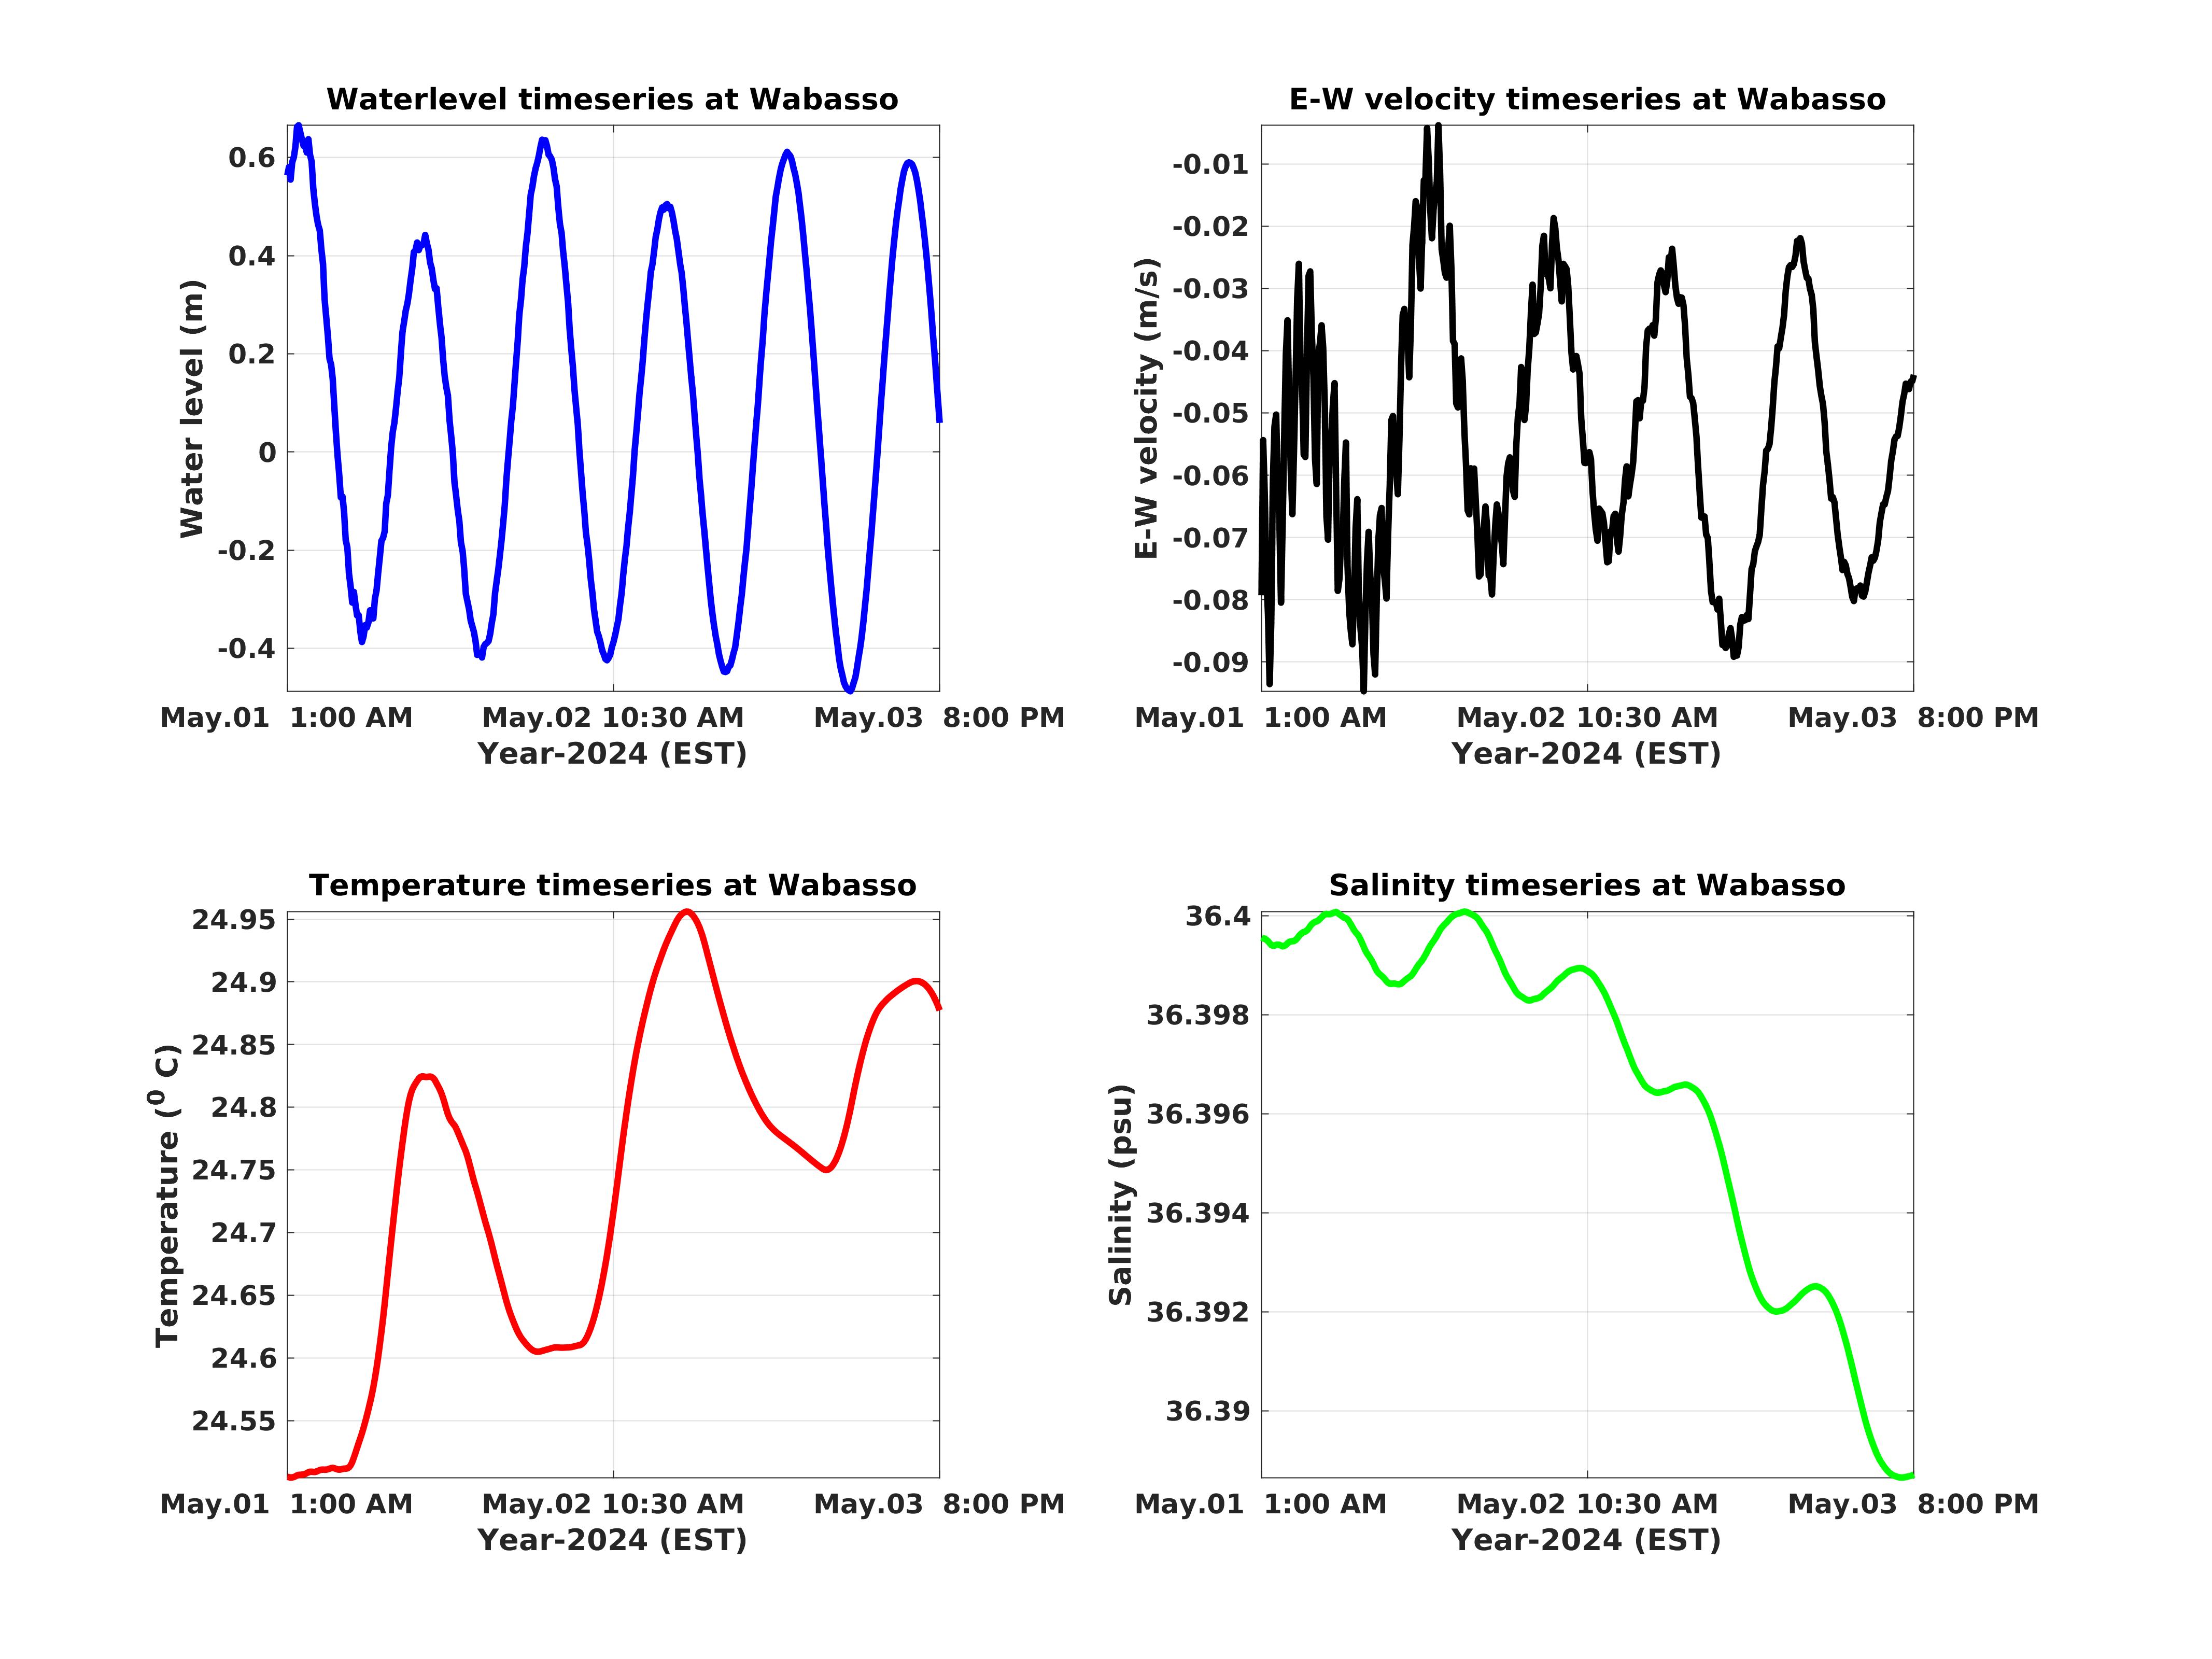 Waterlevel timeseries at Wabasso
Water level (m)
0.6
0.4
0.2
0
-0.2
-0.4
May.01 1:00 AM May.02 10:30 AM May.03 8:00 PM
Year-2024 (EST)
E-W velocity timeseries at Wabasso
E-W velocity (m/s)
-0.01
-0.02
-0.03
-0.04
-0.05
-0.06
-0.07
-0.08
-0.09
May.01 1:00 AM May.02 10:30 AM May.03 8:00 PM
Year-2024 (EST)
Temperature timeseries at Wabasso
Temperature (⁰ C)
24.95
24.9
24.85
24.8
24.75
24.7
24.65
24.6
24.55
May.01 1:00 AM May.02 10:30 AM May.03 8:00 PM
Year-2024 (EST)
Salinity timeseries at Wabasso
Salinity (psu)
36.4
36.398
36.396
36.394
36.392
36.39
May.01 1:00 AM May.02 10:30 AM May.03 8:00 PM
Year-2024 (EST)